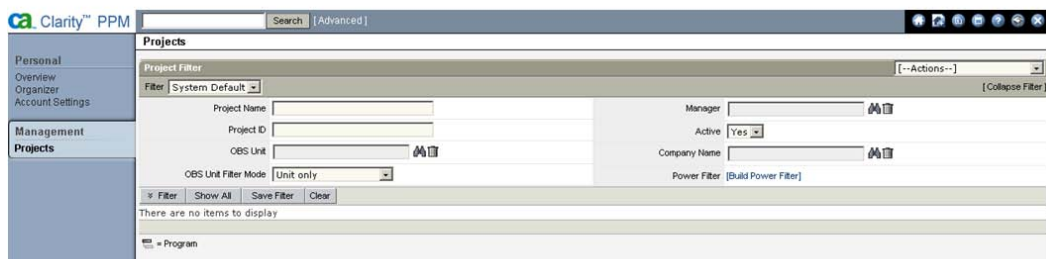 ca Clarity™ PPM Search [Advanced]
Projects
Personal
Overview
Organizer
Account Settings
Management
Projects
Project Filter [--Actions--]
Filter System Default [Collapse Filter]
Project Name Manager
Project ID Active Yes
OBS Unit Company Name
OBS Unit Filter Mode Unit only Power Filter [Build Power Filter]
Filter Show All Save Filter Clear
There are no items to display
= Program